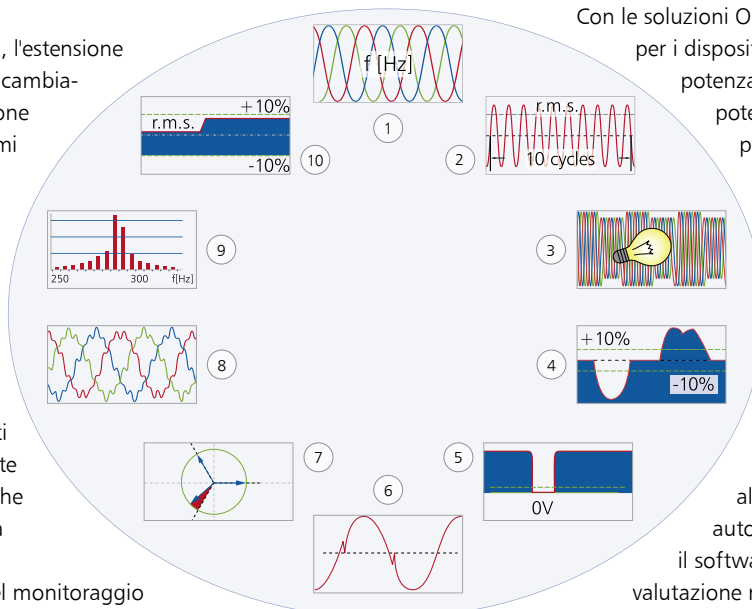 Con le soluzioni O
, l'estensione
per i disposit
cambia-
potenza
one
pote
mi
p
f [Hz]
1
+10%
r.m.s.
-10%
10
r.m.s.
10 cycles
2
9
250
300
f[Hz]
3
8
+10%
-10%
4
7
6
5
0V
ti
te
he
a
el monitoraggio
al
auto
il softwa
valutazione